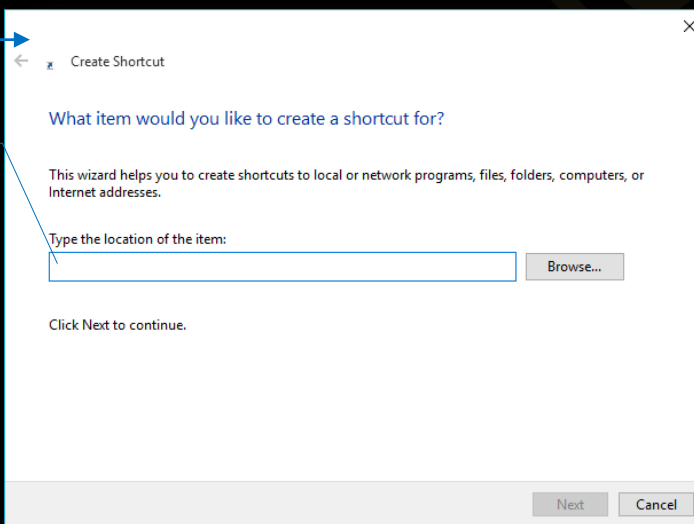 Create Shortcut
What item would you like to create a shortcut for?
This wizard helps you to create shortcuts to local or network programs, files, folders, computers, or
Internet addresses.
Type the location of the item:
Browse...
Click Next to continue.
Next
Cancel